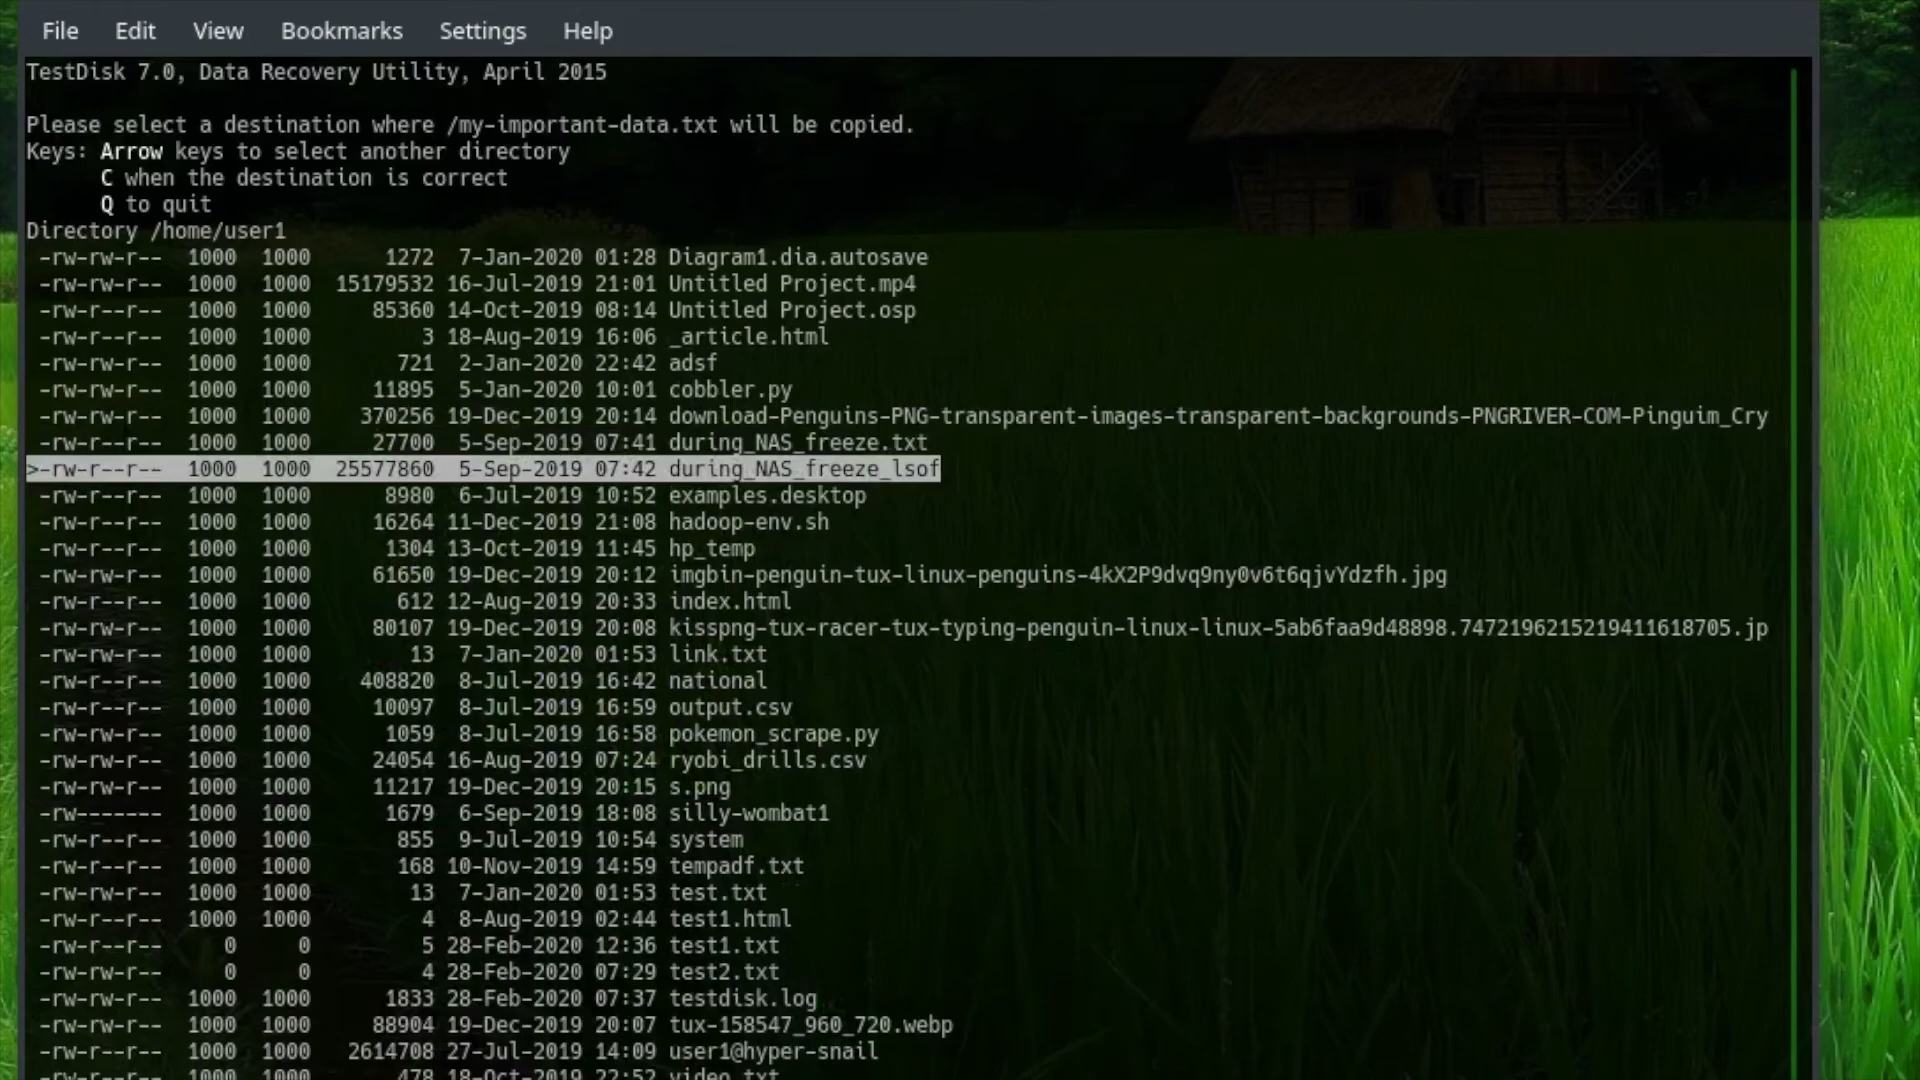 File Edit View Bookmarks Settings Help
TestDisk 7.0, Data Recovery Utility, April 2015
Please select a destination where /my-important-data.txt will be copied.
Keys: Arrow keys to select another directory
C when the destination is correct
Q to quit
Directory /home/user1
-rw-rw-r-- 1000 1000 1272 7-Jan-2020 01:28 Diagram1.dia.autosave
-rw-rw-r-- 1000 1000 15179532 16-Jul-2019 21:01 Untitled Project.mp4
-rw-rw-r-- 1000 1000 85360 14-Oct-2019 08:14 Untitled Project.osp
-rw-rw-r-- 1000 1000 3 18-Aug-2019 16:06 _article.html
-rw-rw-r-- 1000 1000 721 2-Jan-2020 22:42 adsf
-rw-rw-r-- 1000 1000 11895 5-Jan-2020 10:01 cobbler.py
-rw-rw-r-- 1000 1000 370256 19-Dec-2019 20:14 download-Penguins-PNG-transparent-images-transparent-backgrounds-PNGRIVER-COM-Pinguim_Cry
-rw-rw-r-- 1000 1000 27700 5-Sep-2019 07:41 during_NAS_freeze.txt
>-rw-r--r-- 1000 1000 25577860 5-Sep-2019 07:42 during_NAS_freeze_lsof
-rw-r--r-- 1000 1000 8980 6-Jul-2019 10:52 examples.desktop
-rw-r--r-- 1000 1000 16264 11-Dec-2019 21:08 hadoop-env.sh
-rw-r--r-- 1000 1000 1304 13-Oct-2019 11:45 hp_temp
-rw-rw-r-- 1000 1000 61650 19-Dec-2019 20:12 imgbin-penguin-tux-linux-penguins-4kX2P9dvq9ny0v6t6qjvYdzfh.jpg
-rw-rw-r-- 1000 1000 612 12-Aug-2019 20:33 index.html
-rw-rw-r-- 1000 1000 80107 19-Dec-2019 20:08 kisspng-tux-racer-tux-typing-penguin-linux-linux-5ab6faa9d48898.7472196215219411618705.jp
-rw-r--r-- 1000 1000 13 7-Jan-2020 01:53 link.txt
-rw-rw-r-- 1000 1000 408820 8-Jul-2019 16:42 national
-rw-r--r-- 1000 1000 10097 8-Jul-2019 16:59 output.csv
-rw-rw-r-- 1000 1000 1059 8-Jul-2019 16:58 pokemon_scrape.py
-rw-rw-r-- 1000 1000 24054 16-Aug-2019 07:24 ryobi_drills.csv
-rw-rw-r-- 1000 1000 11217 19-Dec-2019 20:15 s.png
-rw------- 1000 1000 1679 6-Sep-2019 18:08 silly-wombat1
-rw-rw-r-- 1000 1000 855 9-Jul-2019 10:54 system
-rw-rw-r-- 1000 1000 168 10-Nov-2019 14:59 tempadf.txt
-rw-r--r-- 1000 1000 13 7-Jan-2020 01:53 test.txt
-rw-rw-r-- 1000 1000 4 8-Aug-2019 02:44 test1.html
-rw-r--r-- 0 0 5 28-Feb-2020 12:36 test1.txt
-rw-rw-r-- 0 0 4 28-Feb-2020 07:29 test2.txt
-rw-rw-r-- 1000 1000 1833 28-Feb-2020 07:37 testdisk.log
-rw-rw-r-- 1000 1000 88904 19-Dec-2019 20:07 tux-158547_960_720.webp
-rw-rw-r-- 1000 1000 2614708 27-Jul-2019 14:09 user1@hyper-snail
-rw-rw-r-- 1000 1000 478 18-Oct-2019 22:52 video.txt